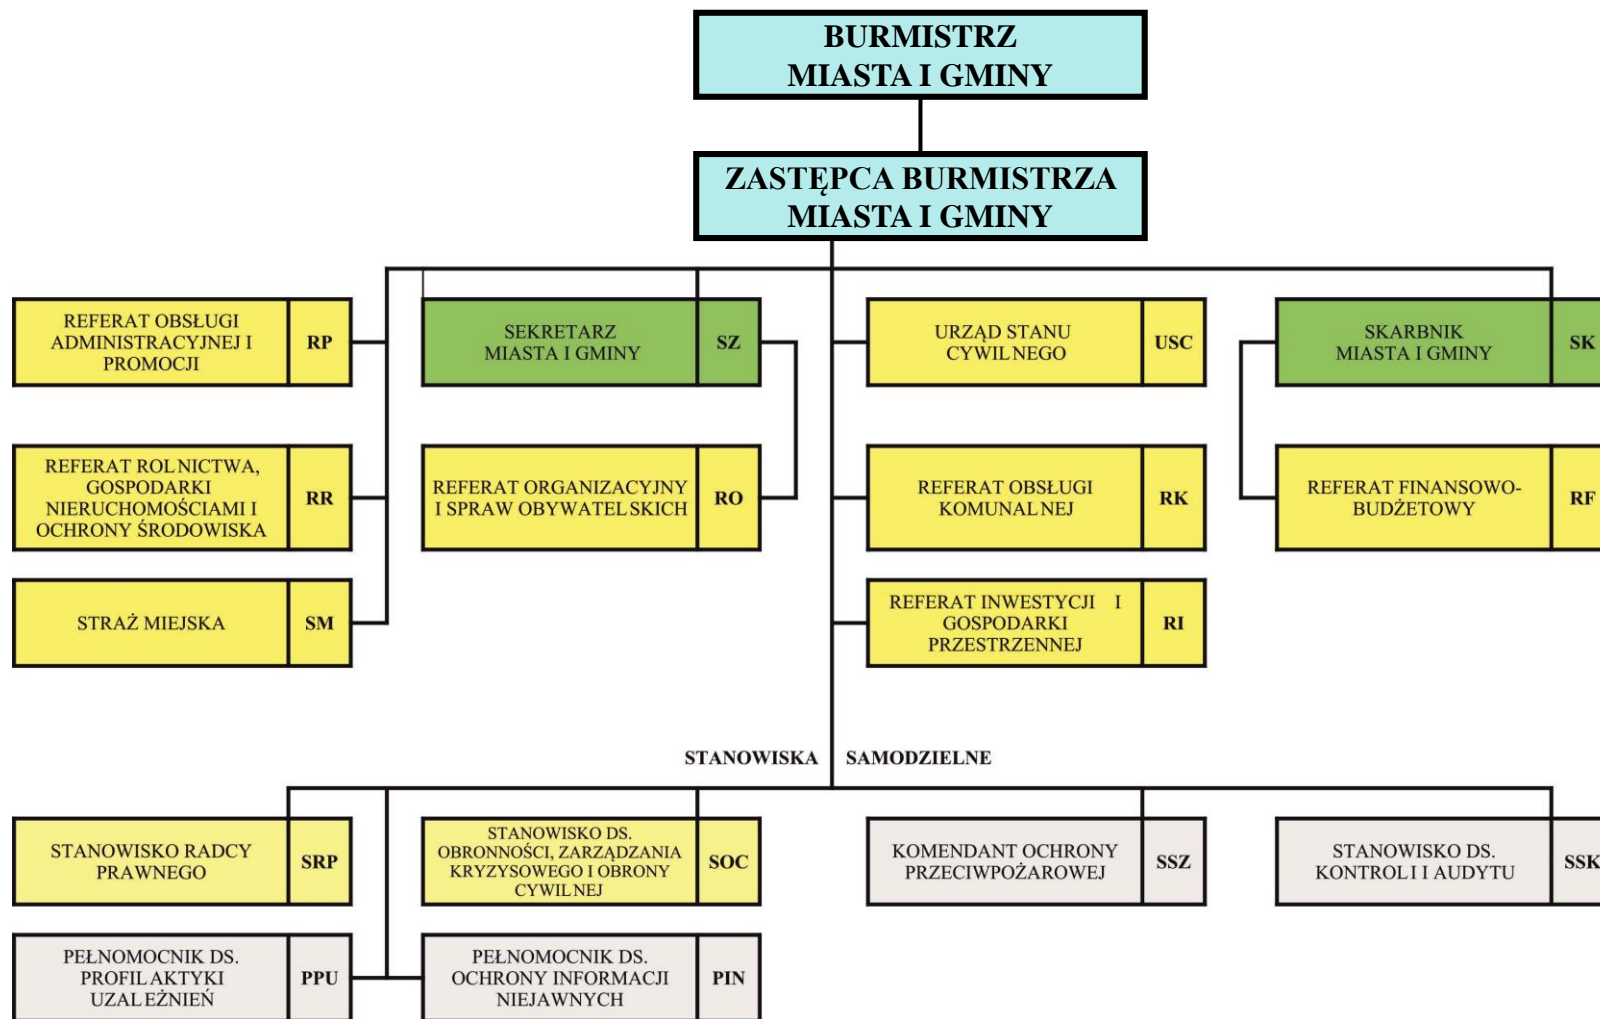 BURMISTRZ
MIASTA I GMINY
ZASTĘPCA BURMISTRZA
MIASTA I GMINY
REFERAT OBSŁUGI
ADMINISTRACYJNEJ I
PROMOCJI
RP
SEKRETARZ
MIASTA I GMINY
SZ
URZĄD STANU
CYWILNEGO
USC
SKARBNIK
MIASTA I GMINY
SK
REFERAT ROLNICTWA,
GOSPODARKI
NIERUCHOMOŚCIAMI I
OCHRONY ŚRODOWISKA
RR
REFERAT ORGANIZACYJNY
I SPRAW OBYWATELSKICH
RO
REFERAT OBSŁUGI
KOMUNALNEJ
RK
REFERAT FINANSOWO-
BUDŻETOWY
RF
STRAŻ MIEJSKA
SM
REFERAT INWESTYCJI I
GOSPODARKI
PRZESTRZENNEJ
RI
STANOWISKA SAMODZIELNE
STANOWISKO RADCY
PRAWNEGO
SRP
STANOWISKO DS.
OBRONNOŚCI, ZARZĄDZANIA
KRYZYSOWEGO I OBRONY
CYWILNEJ
SOC
KOMENDANT OCHRONY
PRZECIWPOŻAROWEJ
SSZ
STANOWISKO DS.
KONTROLI I AUDYTU
SSK
PEŁNOMOCNIK DS.
PROFILAKTYKI
UZALEŻNIEŃ
PPU
PEŁNOMOCNIK DS.
OCHRONY INFORMACJI
NIEJAWNYCH
PIN